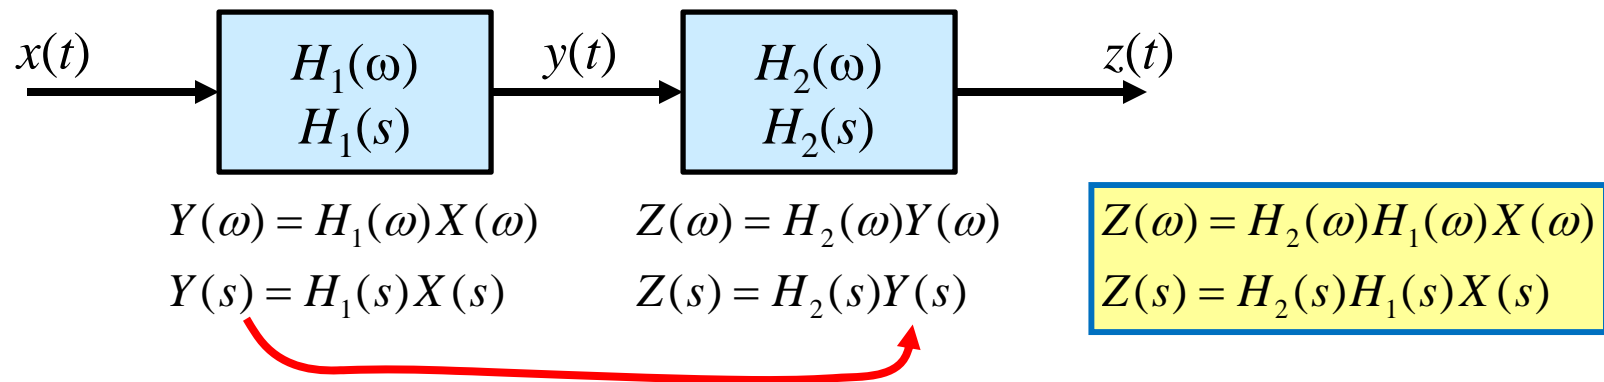 x(t)
H₁(ω)
H₁(s)
y(t)
H₂(ω)
H₂(s)
z(t)
Y(ω) = H₁(ω)X(ω)
Y(s) = H₁(s)X(s)
Z(ω) = H₂(ω)Y(ω)
Z(s) = H₂(s)Y(s)
Z(ω) = H₂(ω)H₁(ω)X(ω)
Z(s) = H₂(s)H₁(s)X(s)